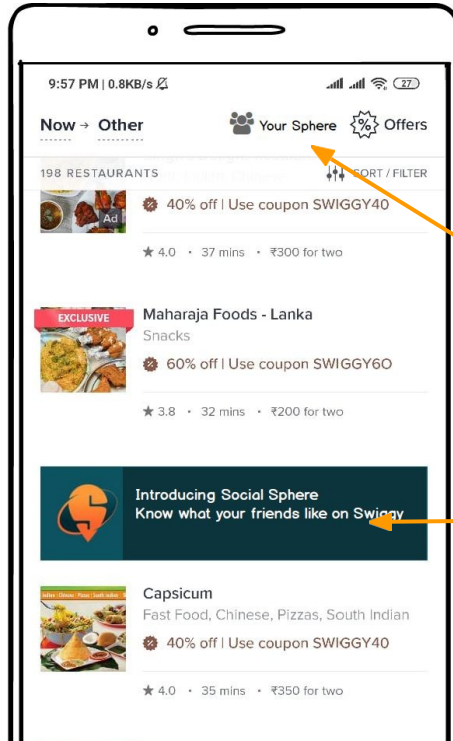 9:57 PM | 0.8KB/s
27
Now → Other
Your Sphere
% Offers
198 RESTAURANTS
SORT / FILTER
Ad
40% off | Use coupon SWIGGY40
★ 4.0 • 37 mins • ₹300 for two
EXCLUSIVE
Maharaja Foods - Lanka
Snacks
60% off | Use coupon SWIGGY60
★ 3.8 • 32 mins • ₹200 for two
Introducing Social Sphere
Know what your friends like on Swiggy
Capsicum
Fast Food, Chinese, Pizzas, South Indian
40% off | Use coupon SWIGGY40
★ 4.0 • 35 mins • ₹350 for two